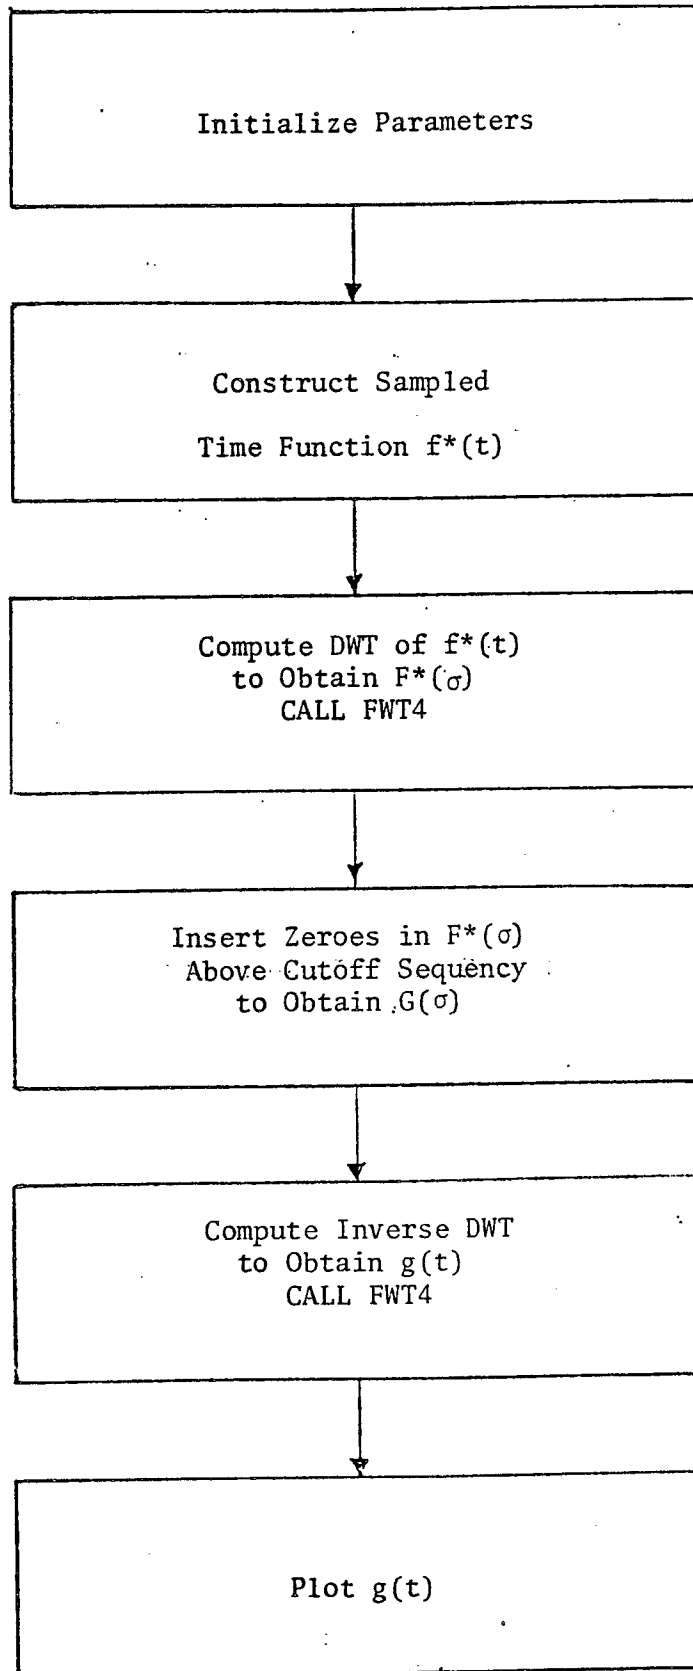 Initialize Parameters
Construct Sampled
Time Function f*(t)
Compute DWT of f*(t)
to Obtain F*(σ)
CALL FWT4
Insert Zeroes in F*(σ)
Above Cutoff Sequency
to Obtain G(σ)
Compute Inverse DWT
to Obtain g(t)
CALL FWT4
Plot g(t)